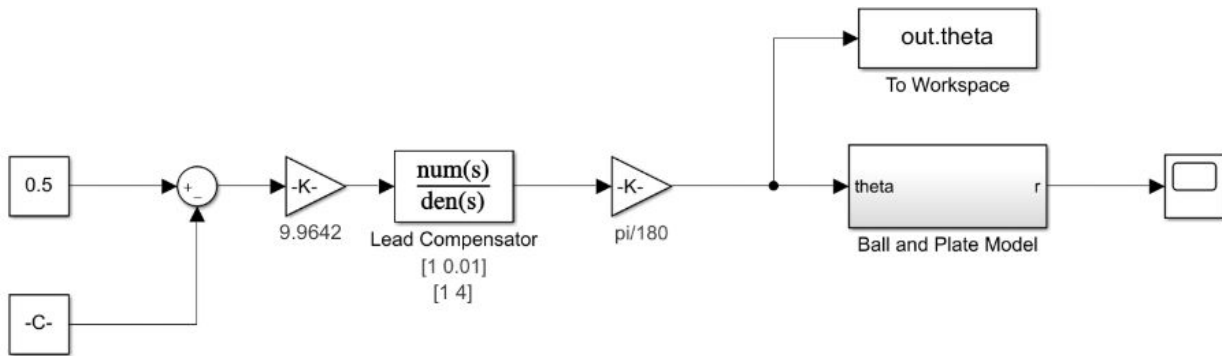 out.theta
To Workspace
0.5
+
−
-K-
9.9642
num(s)
den(s)
Lead Compensator
[1 0.01]
[1 4]
-K-
pi/180
theta
r
Ball and Plate Model
-C-